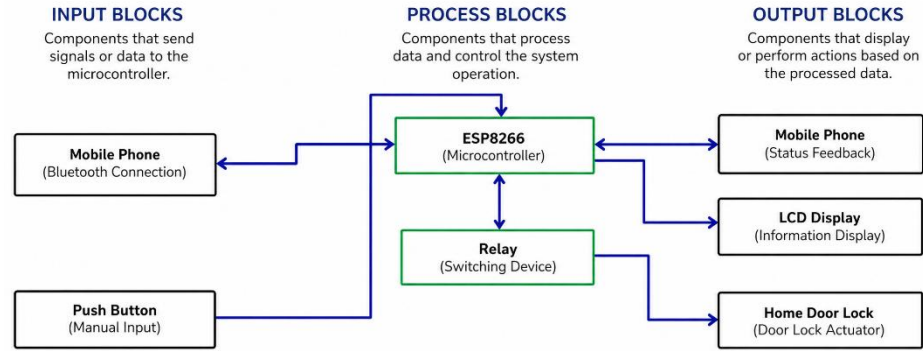 INPUT BLOCKS
Components that send
signals or data to the
microcontroller.
PROCESS BLOCKS
Components that process
data and control the system
operation.
OUTPUT BLOCKS
Components that display
or perform actions based on
the processed data.
Mobile Phone
(Bluetooth Connection)
ESP8266
(Microcontroller)
Mobile Phone
(Status Feedback)
LCD Display
(Information Display)
Relay
(Switching Device)
Push Button
(Manual Input)
Home Door Lock
(Door Lock Actuator)